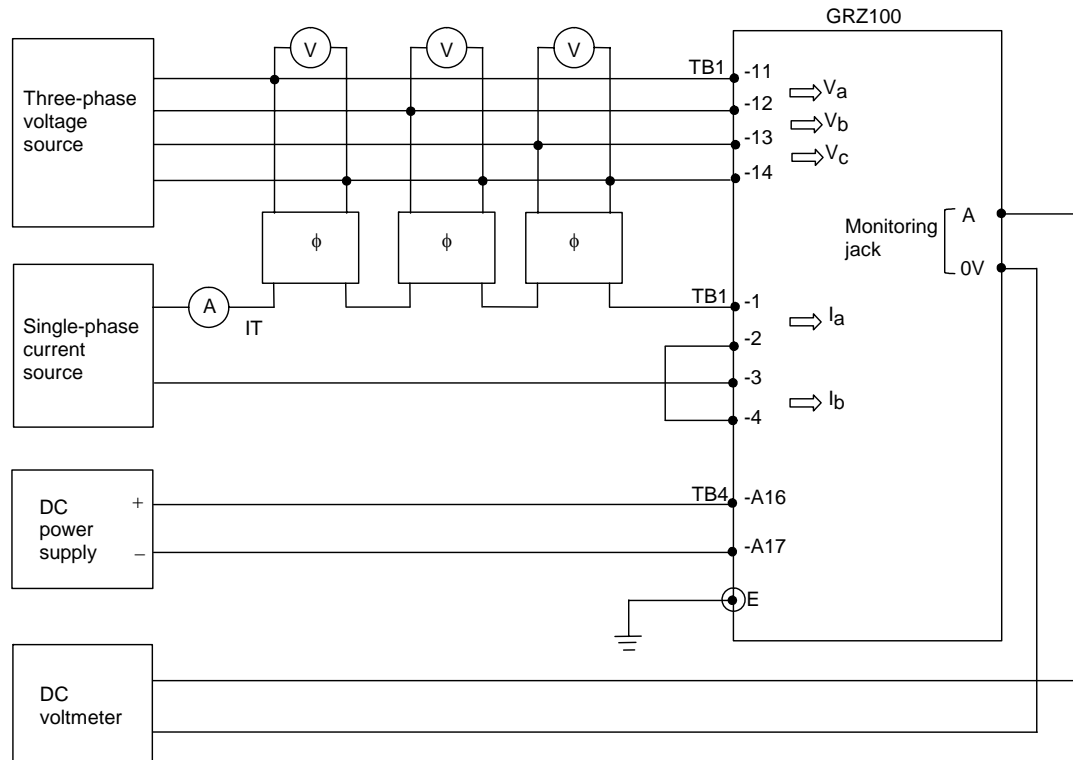 GRZ100
V V V
TB1 -11
Va
-12
Vb
-13
Vc
-14
Three-phase
voltage
source
ϕ ϕ ϕ
Monitoring
jack
A
0V
Single-phase
current
source
A
IT
TB1 -1
Ia
-2
-3
Ib
-4
DC
power
supply
+
–
TB4 -A16
-A17
E
DC
voltmeter